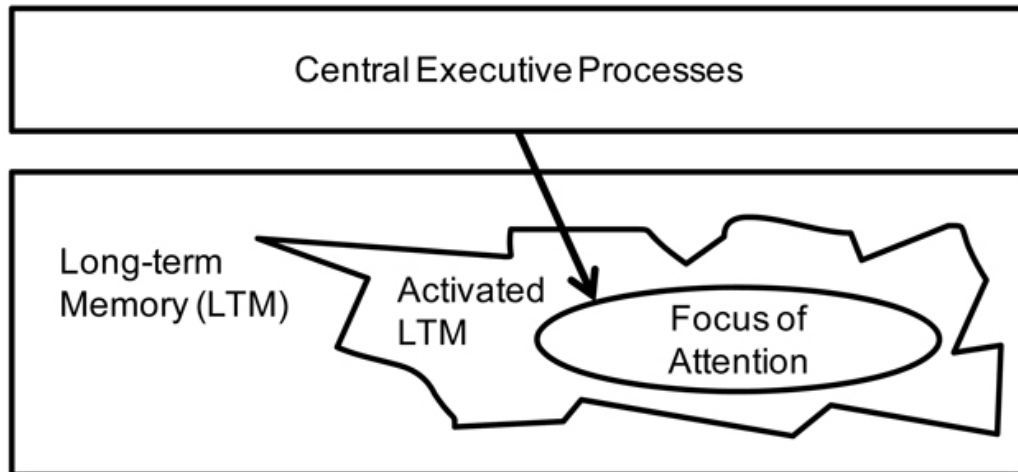 Central Executive Processes
Long-term
Memory (LTM)
Activated
LTM
Focus of
Attention